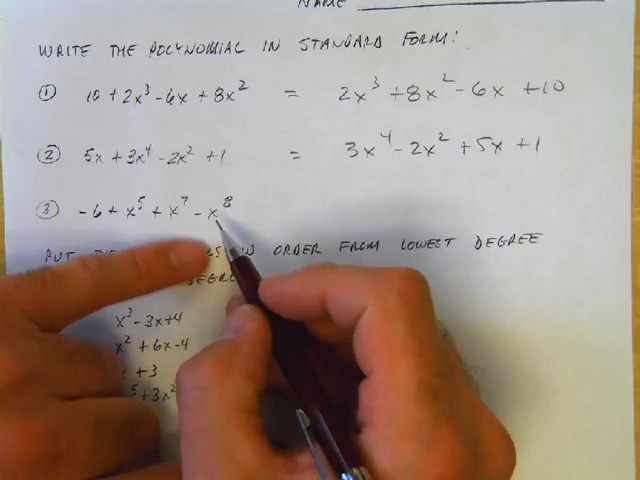 NAME
WRITE THE POLYNOMIAL IN STANDARD FORM:
① 10 + 2x³ - 6x + 8x² = 2x³ + 8x² - 6x + 10
② 5x + 3x⁴ - 2x² + 1 = 3x⁴ - 2x² + 5x + 1
③ -6 + x⁵ + x⁷ - x⁸
PUT ORDER FROM LOWEST DEGREE
x³ - 3x + 4
x² + 6x - 4
+ 3
⁵ + 3x²